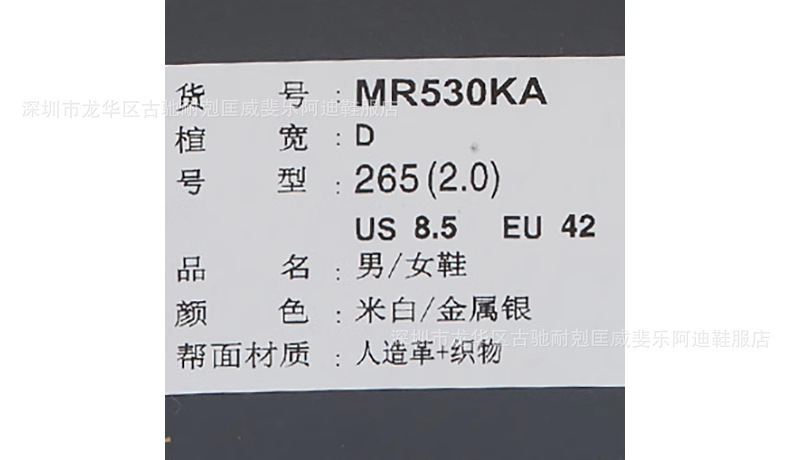 货 号 : MR530KA
深圳市龙华区古驰耐剋匡威斐乐阿迪鞋服店
楦 宽 : D
号 型 : 265(2.0)
US 8.5 EU 42
品 名 : 男/女鞋
颜 色 : 米白/金属银
深圳市龙华区古驰耐剋匡威斐乐阿迪鞋服店
帮面材质 : 人造革+织物